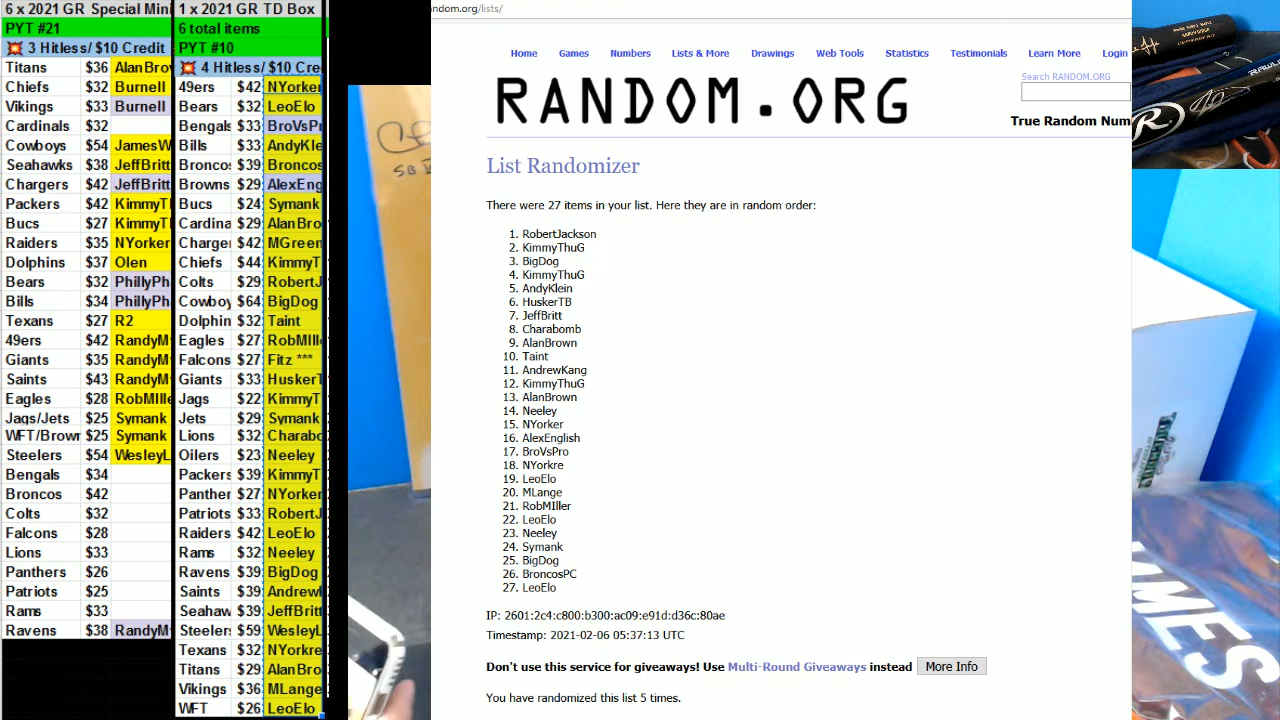 6 x 2021 GR Special Mini
PYT #21
3 Hitless/ $10 Credit
Titans $36 AlanBrov
Chiefs $32 Burnell
Vikings $33 Burnell
Cardinals $32
Cowboys $54 JamesW
Seahawks $38 JeffBritt
Chargers $42 JeffBritt
Packers $42 KimmyTl
Bucs $27 KimmyTl
Raiders $35 NYorker
Dolphins $37 Olen
Bears $32 PhillyPh
Bills $34 PhillyPh
Texans $27 R2
49ers $42 RandyM
Giants $35 RandyM
Saints $43 RandyM
Eagles $28 RobMIlle
Jags/Jets $25 Symank
WFT/Brown $25 Symank
Steelers $54 WesleyL
Bengals $34
Broncos $42
Colts $32
Falcons $28
Lions $33
Panthers $26
Patriots $25
Rams $33
Ravens $38 RandyM
1 x 2021 GR TD Box
6 total items
PYT #10
4 Hitless/ $10 Cre
49ers $42 NYorker
Bears $32 LeoElo
Bengals $33 BroVsPr
Bills $33 AndyKle
Broncos $39 Broncos
Browns $29 AlexEng
Bucs $24 Symank
Cardina $29 AlanBro
Charger $42 MGreen
Chiefs $44 KimmyT
Colts $29 RobertJ
Cowboy $64 BigDog
Dolphin $32 Taint
Eagles $27 RobMIlle
Falcons $27 Fitz ***
Giants $33 HuskerT
Jags $22 KimmyT
Jets $29 Symank
Lions $32 Charabo
Oilers $23 Neeley
Packers $39 KimmyT
Panther $27 NYorker
Patriots $33 RobertJ
Raiders $42 LeoElo
Rams $32 Neeley
Ravens $39 BigDog
Saints $39 Andrewl
Seahaw $39 JeffBritt
Steelers $59 WesleyL
Texans $32 NYorkre
Titans $29 AlanBro
Vikings $36 MLange
WFT $26 LeoElo
ndom.org/lists/
Home Games Numbers Lists & More Drawings Web Tools Statistics Testimonials Learn More Login
RANDOM.ORG
Search RANDOM.ORG
True Random Num
List Randomizer
There were 27 items in your list. Here they are in random order:
1. RobertJackson
2. KimmyThuG
3. BigDog
4. KimmyThuG
5. AndyKlein
6. HuskerTB
7. JeffBritt
8. Charabomb
9. AlanBrown
10. Taint
11. AndrewKang
12. KimmyThuG
13. AlanBrown
14. Neeley
15. NYorker
16. AlexEnglish
17. BroVsPro
18. NYorkre
19. LeoElo
20. MLange
21. RobMIller
22. LeoElo
23. Neeley
24. Symank
25. BigDog
26. BroncosPC
27. LeoElo
IP: 2601:2c4:c800:b300:ac09:e91d:d36c:80ae
Timestamp: 2021-02-06 05:37:13 UTC
Don't use this service for giveaways! Use Multi-Round Giveaways instead More Info
You have randomized this list 5 times.